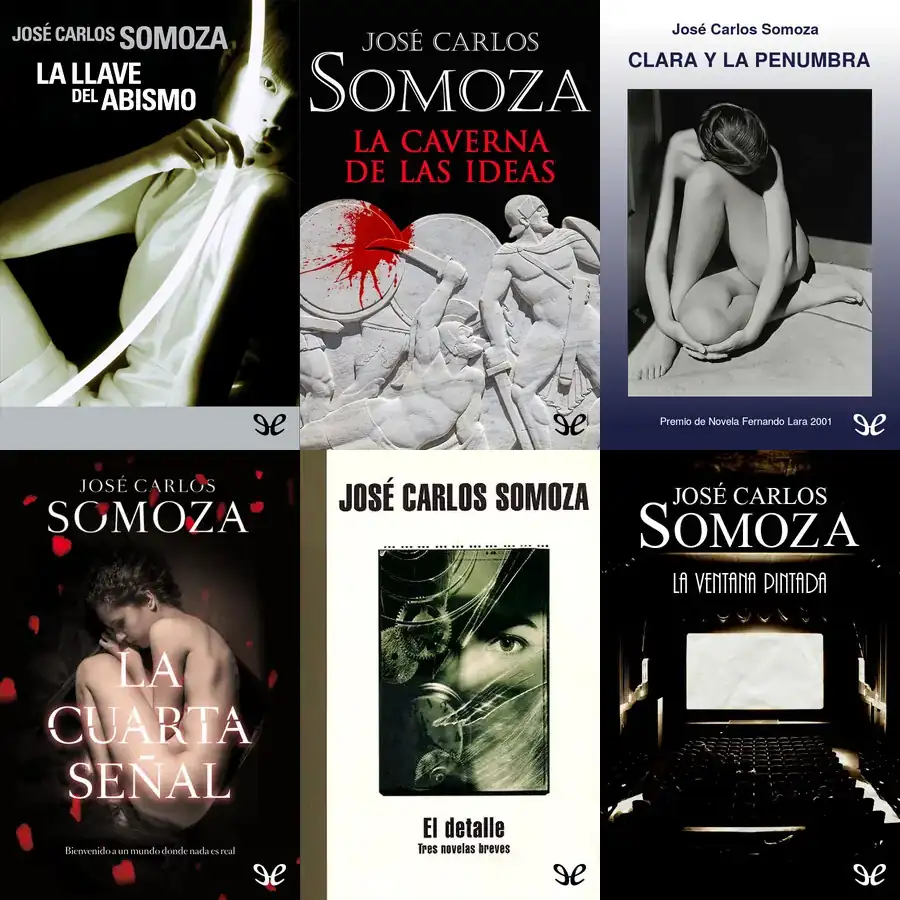 JOSÉ CARLOS SOMOZA
LA LLAVE
DEL ABISMO
JOSÉ CARLOS
SOMOZA
LA CAVERNA
DE LAS IDEAS
José Carlos Somoza
CLARA Y LA PENUMBRA
Premio de Novela Fernando Lara 2001
JOSÉ CARLOS
SOMOZA
LA
CUARTA
SEÑAL
Bienvenido a un mundo donde nada es real
JOSÉ CARLOS SOMOZA
El detalle
Tres novelas breves
JOSÉ CARLOS
SOMOZA
LA VENTANA PINTADA